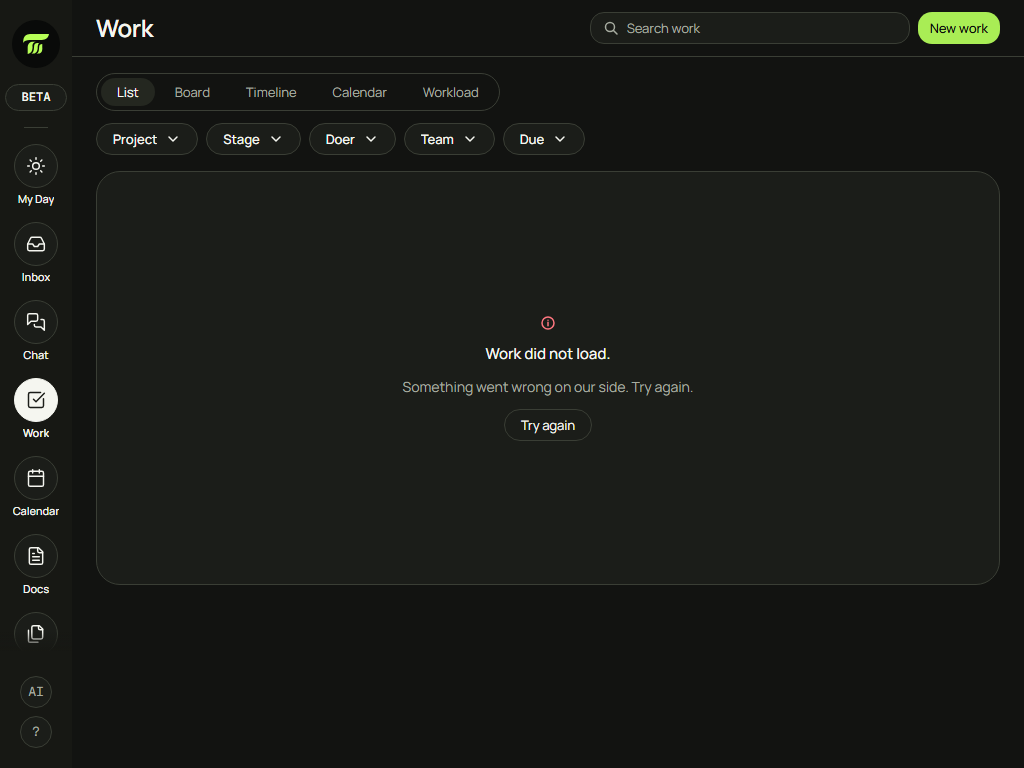 Work
Search work
New work
BETA
List
Board
Timeline
Calendar
Workload
Project
Stage
Doer
Team
Due
My Day
Inbox
Chat
Work
Calendar
Docs
Work did not load.
Something went wrong on our side. Try again.
Try again
AI
?